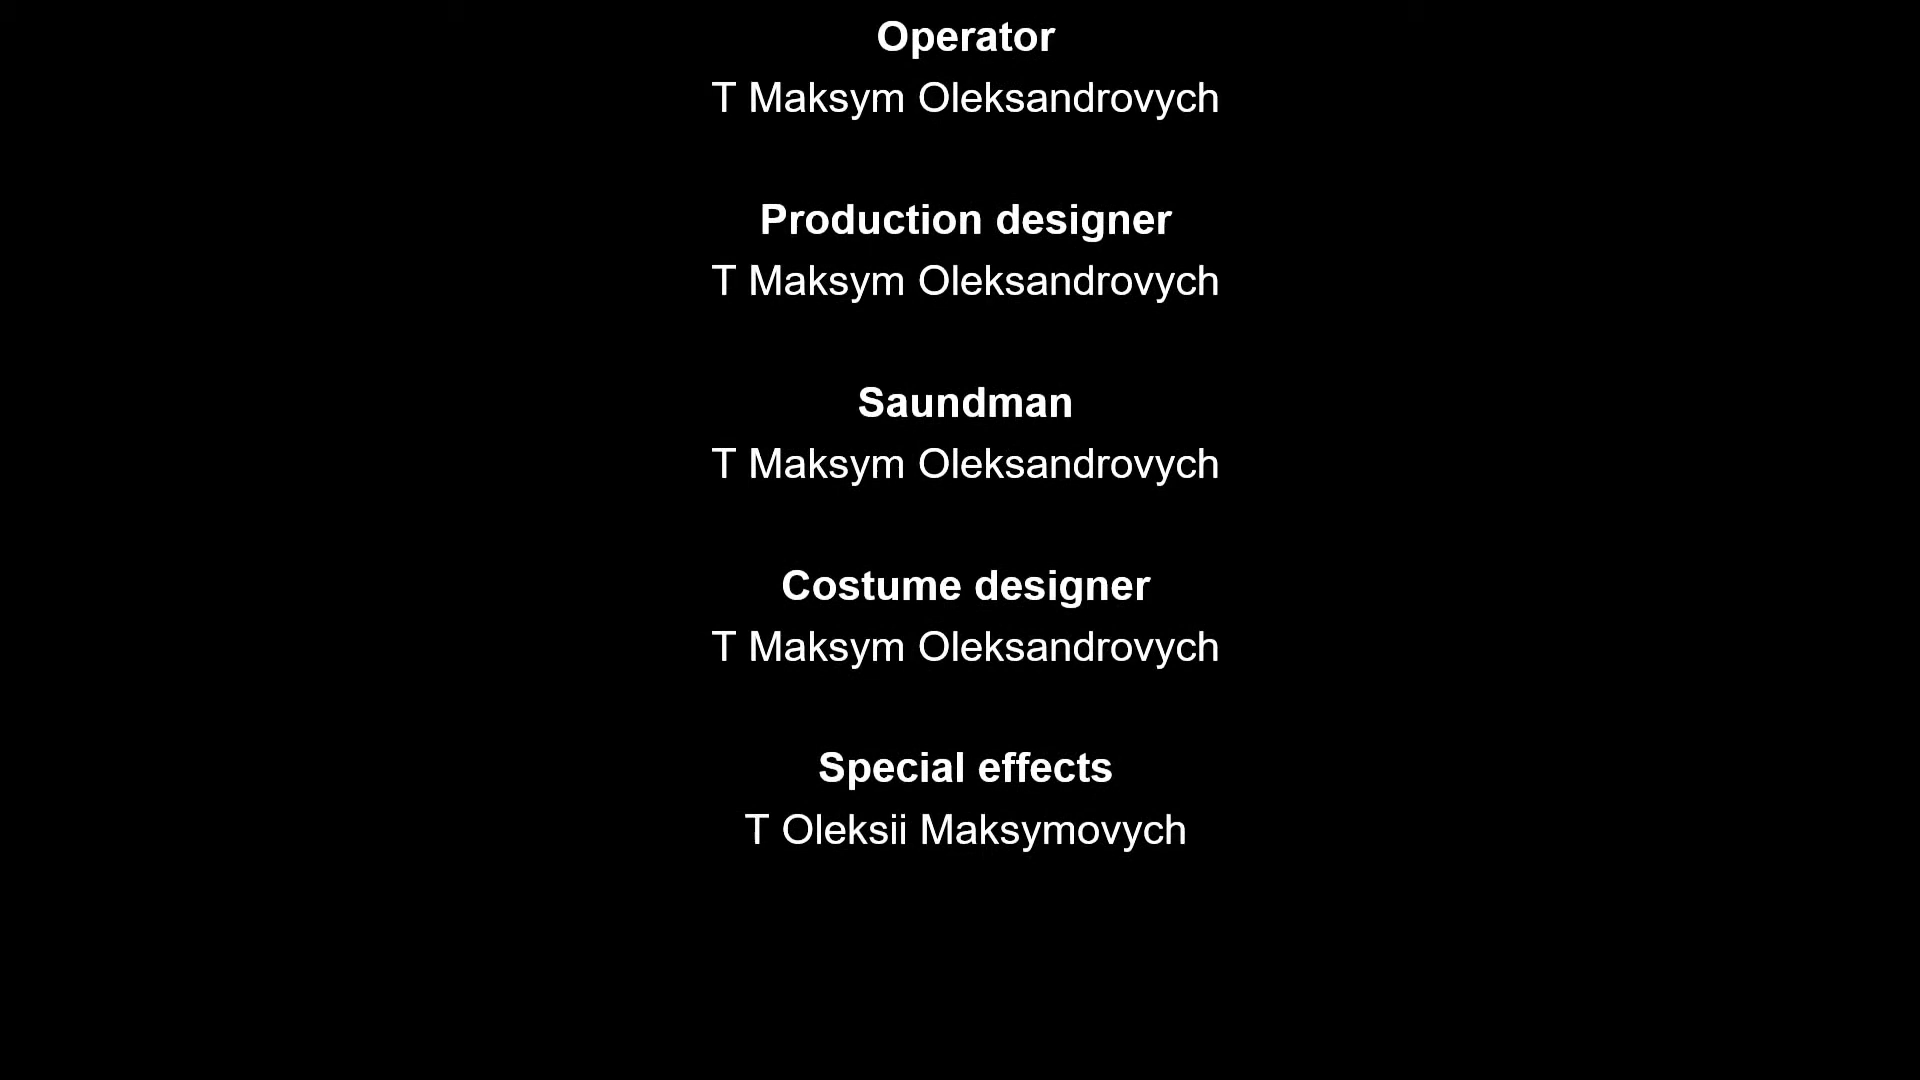 Operator
T Maksym Oleksandrovych
Production designer
T Maksym Oleksandrovych
Saundman
T Maksym Oleksandrovych
Costume designer
T Maksym Oleksandrovych
Special effects
T Oleksii Maksymovych